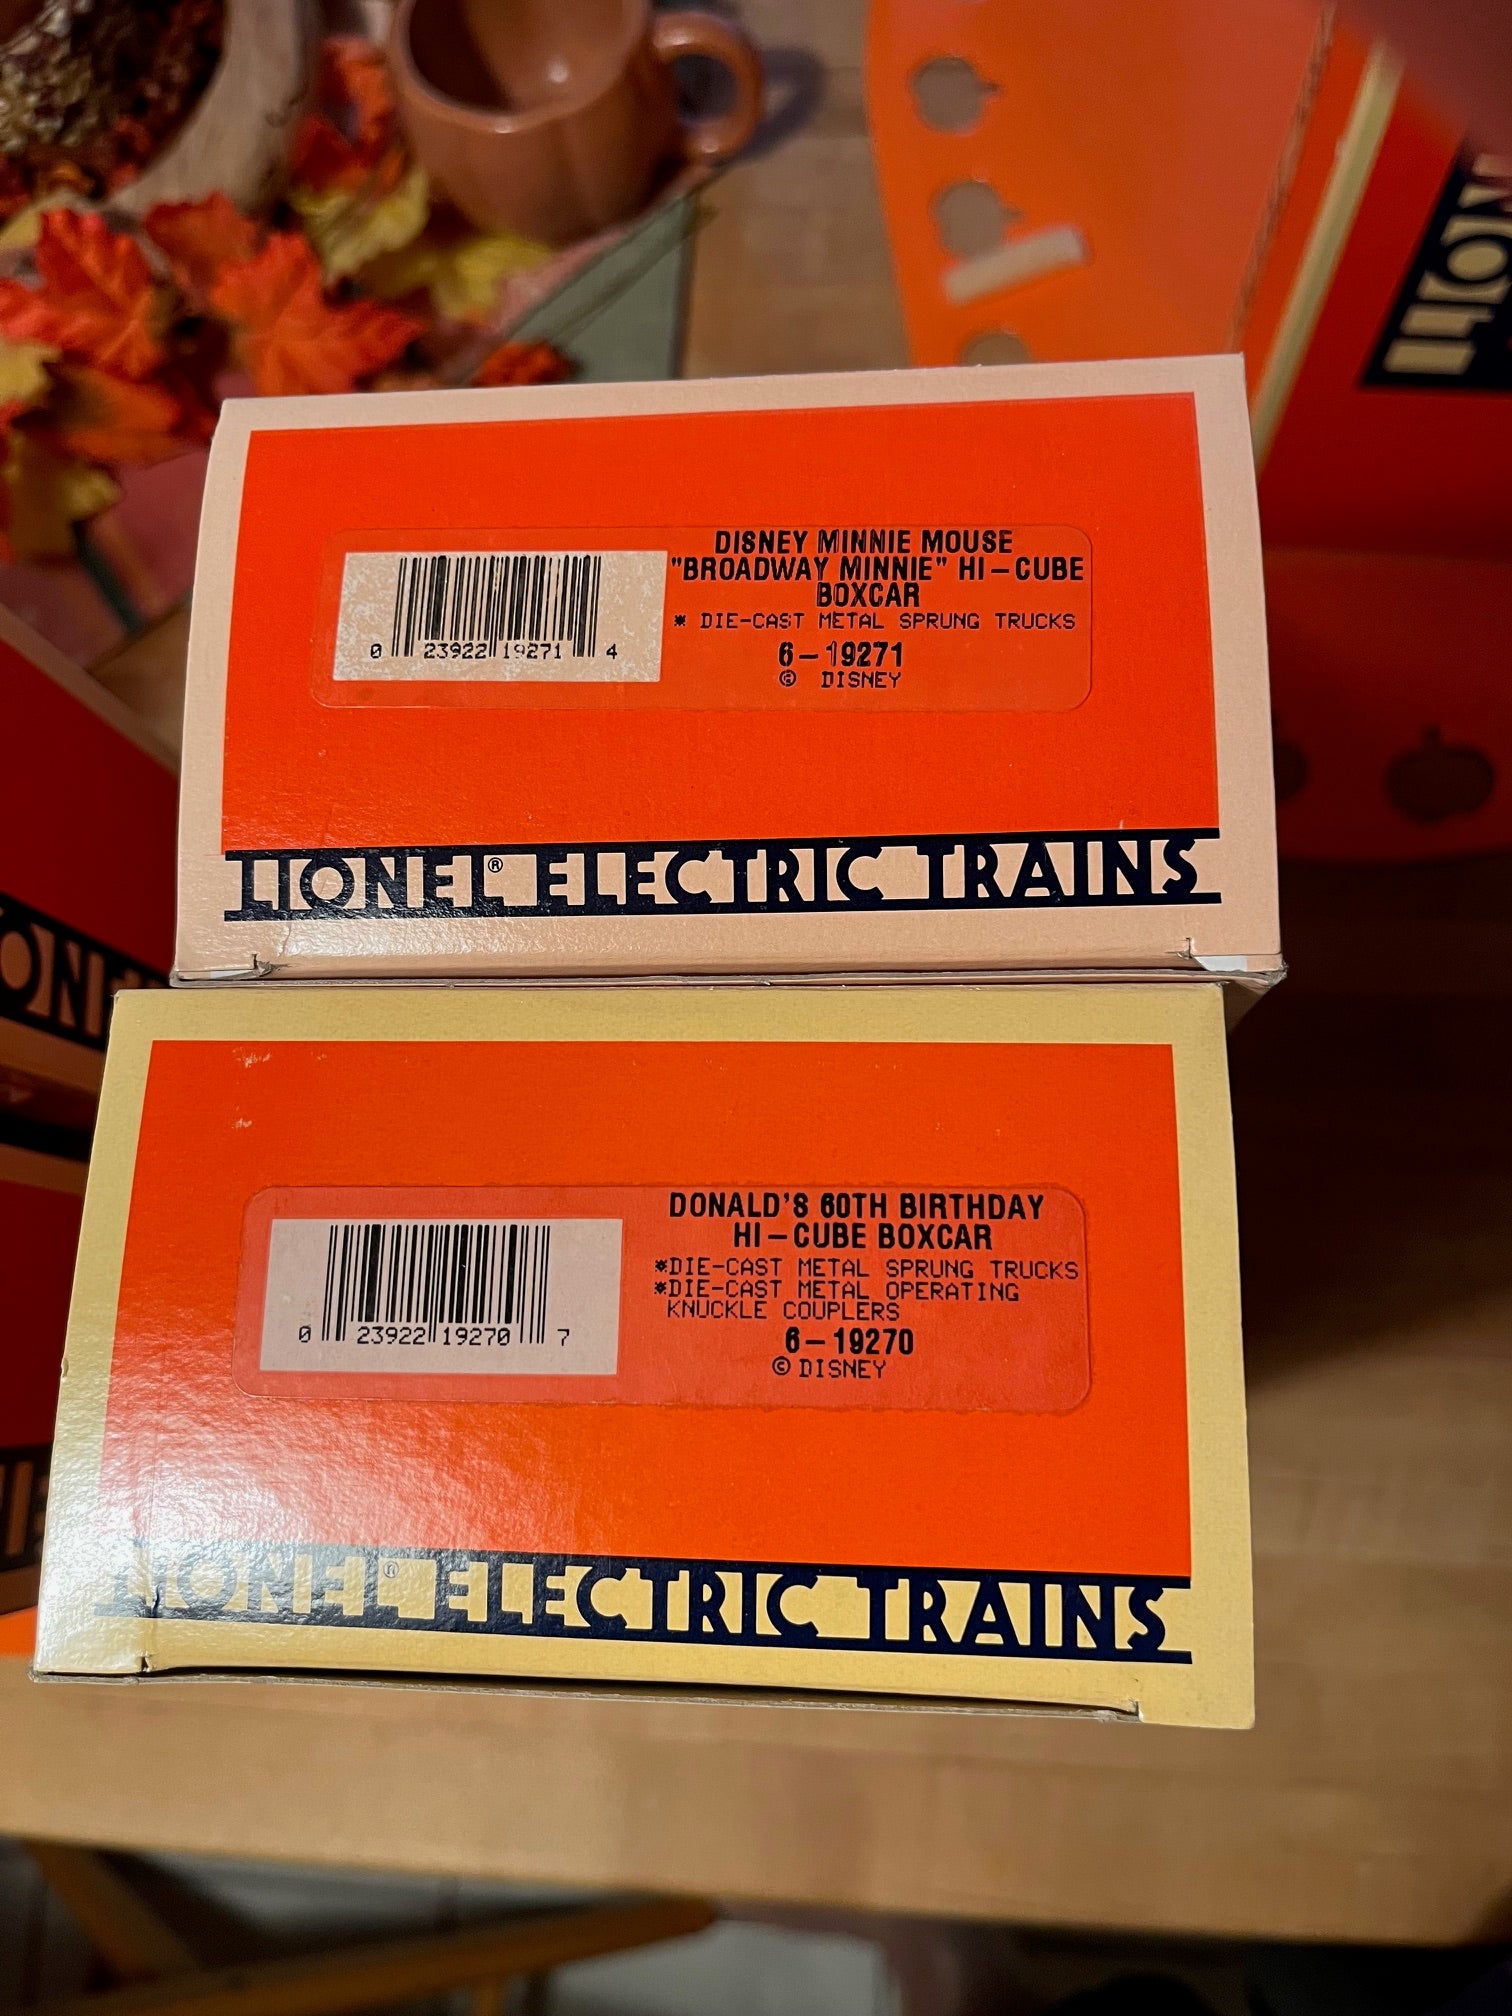 DISNEY MINNIE MOUSE
"BROADWAY MINNIE" HI-CUBE
BOXCAR
* DIE-CAST METAL SPRUNG TRUCKS
6-19271
© DISNEY
0 23922 19271 4
LIONEL® ELECTRIC TRAINS
DONALD'S 60TH BIRTHDAY
HI-CUBE BOXCAR
*DIE-CAST METAL SPRUNG TRUCKS
*DIE-CAST METAL OPERATING
KNUCKLE COUPLERS
6-19270
© DISNEY
0 23922 19270 7
LIONEL® ELECTRIC TRAINS